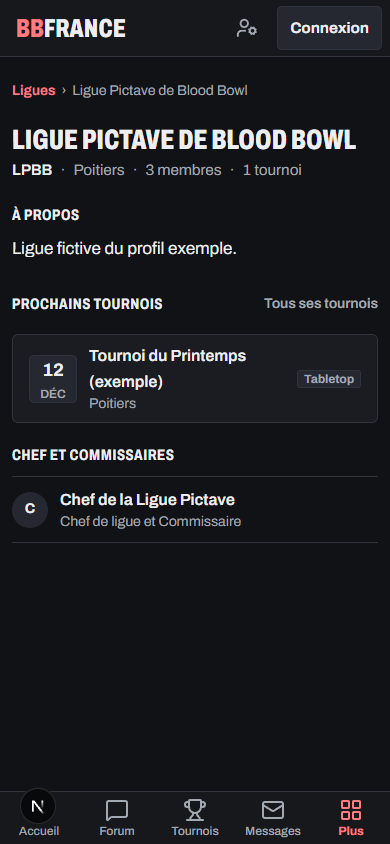 BBFRANCE
Connexion
Ligues › Ligue Pictave de Blood Bowl
LIGUE PICTAVE DE BLOOD BOWL
LPBB · Poitiers · 3 membres · 1 tournoi
À PROPOS
Ligue fictive du profil exemple.
PROCHAINS TOURNOIS
Tous ses tournois
12
DÉC
Tournoi du Printemps
(exemple)
Poitiers
Tabletop
CHEF ET COMMISSAIRES
C
Chef de la Ligue Pictave
Chef de ligue et Commissaire
N
Accueil
Forum
Tournois
Messages
Plus